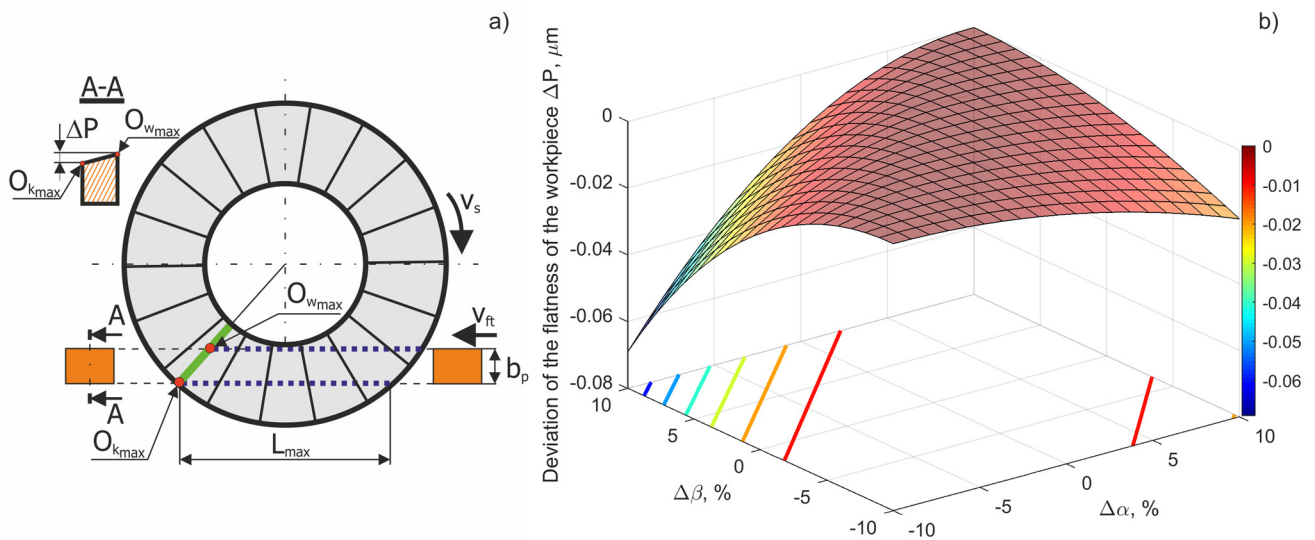 a)
A-A
ΔP
O_wmax
O_kmax
v_s
O_wmax
A
v_ft
b_p
A
O_kmax
L_max
b)
Deviation of the flatness of the workpiece ΔP, μm
0
-0.02
-0.04
-0.06
-0.08
10
5
0
-5
-10
Δβ, %
-10
-5
0
5
10
Δα, %
0
-0.01
-0.02
-0.03
-0.04
-0.05
-0.06